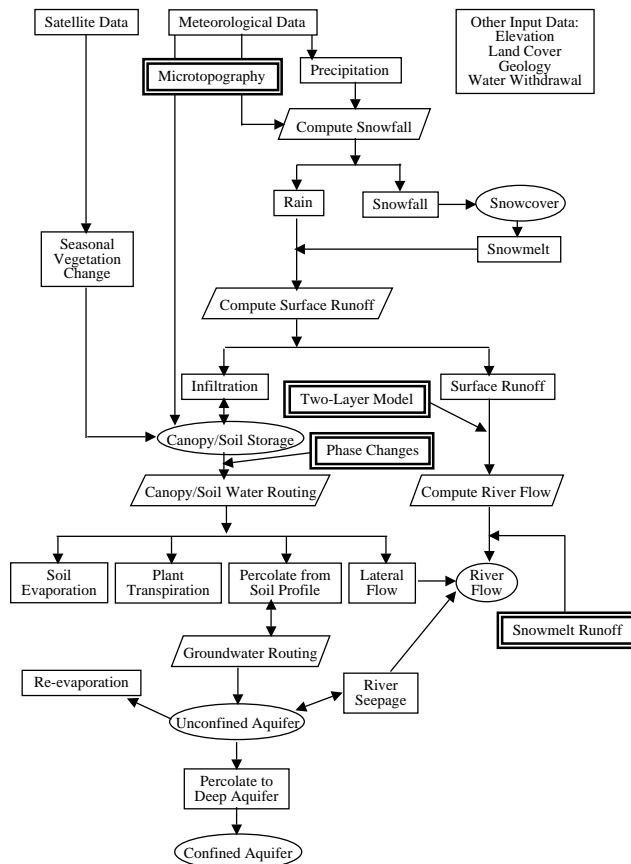 Satellite Data
Meteorological Data
Other Input Data:
Elevation
Land Cover
Geology
Water Withdrawal
Microtopography
Precipitation
Compute Snowfall
Rain
Snowfall
Snowcover
Seasonal
Vegetation
Change
Snowmelt
Compute Surface Runoff
Infiltration
Two-Layer Model
Surface Runoff
Canopy/Soil Storage
Phase Changes
Canopy/Soil Water Routing
Compute River Flow
Soil
Evaporation
Plant
Transpiration
Percolate from
Soil Profile
Lateral
Flow
River
Flow
Snowmelt Runoff
Groundwater Routing
Re-evaporation
River
Seepage
Unconfined Aquifer
Percolate to
Deep Aquifer
Confined Aquifer